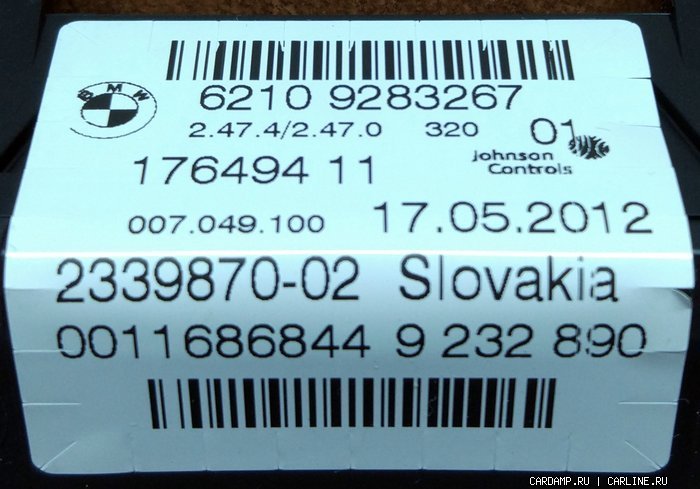 BMW
6210 9283267
2.47.4/2.47.0 320 01
Johnson
Controls
176494 11
007.049.100 17.05.2012
2339870-02 Slovakia
0011686844 9 232 890
CARDAMP.RU | CARLINE.RU